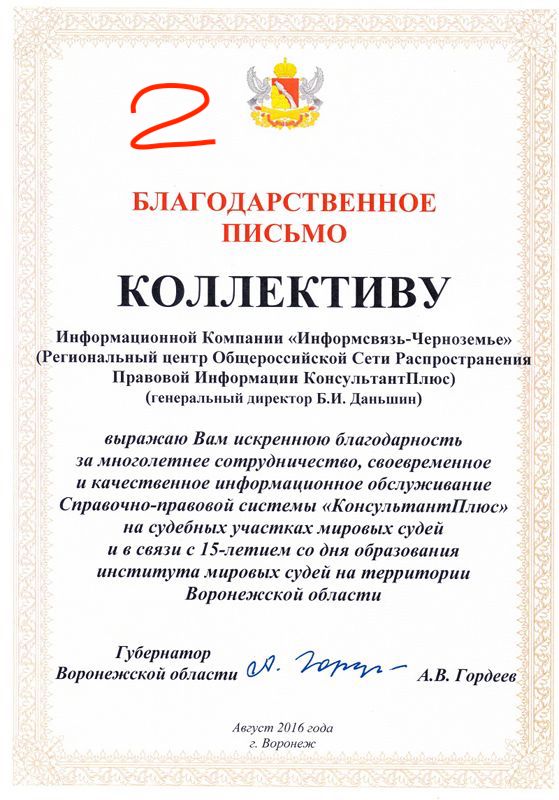 2
БЛАГОДАРСТВЕННОЕ
ПИСЬМО
КОЛЛЕКТИВУ
Информационной Компании «Информсвязь-Черноземье»
(Региональный центр Общероссийской Сети Распространения
Правовой Информации КонсультантПлюс)
(генеральный директор Б.И. Даньшин)
выражаю Вам искреннюю благодарность
за многолетнее сотрудничество, своевременное
и качественное информационное обслуживание
Справочно-правовой системы «КонсультантПлюс»
на судебных участках мировых судей
и в связи с 15-летием со дня образования
института мировых судей на территории
Воронежской области
Губернатор
Воронежской области А. Горде А.В. Гордеев
Август 2016 года
г. Воронеж